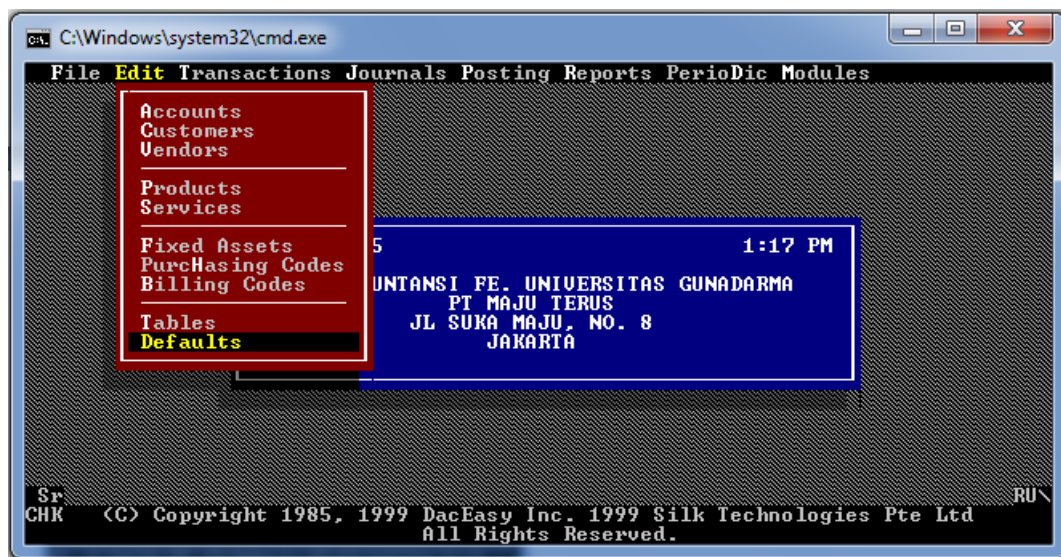 C:\Windows\system32\cmd.exe
File Edit Transactions Journals Posting Reports PerioDic Modules
Accounts
Customers
Vendors
Products
Services
Fixed Assets
PurcHasing Codes
Billing Codes
Tables
Defaults
5 1:17 PM
UNTANSI FE. UNIVERSITAS GUNADARMA
PT MAJU TERUS
JL SUKA MAJU, NO. 8
JAKARTA
Sr RU\
CHK (C) Copyright 1985, 1999 DacEasy Inc. 1999 Silk Technologies Pte Ltd
All Rights Reserved.